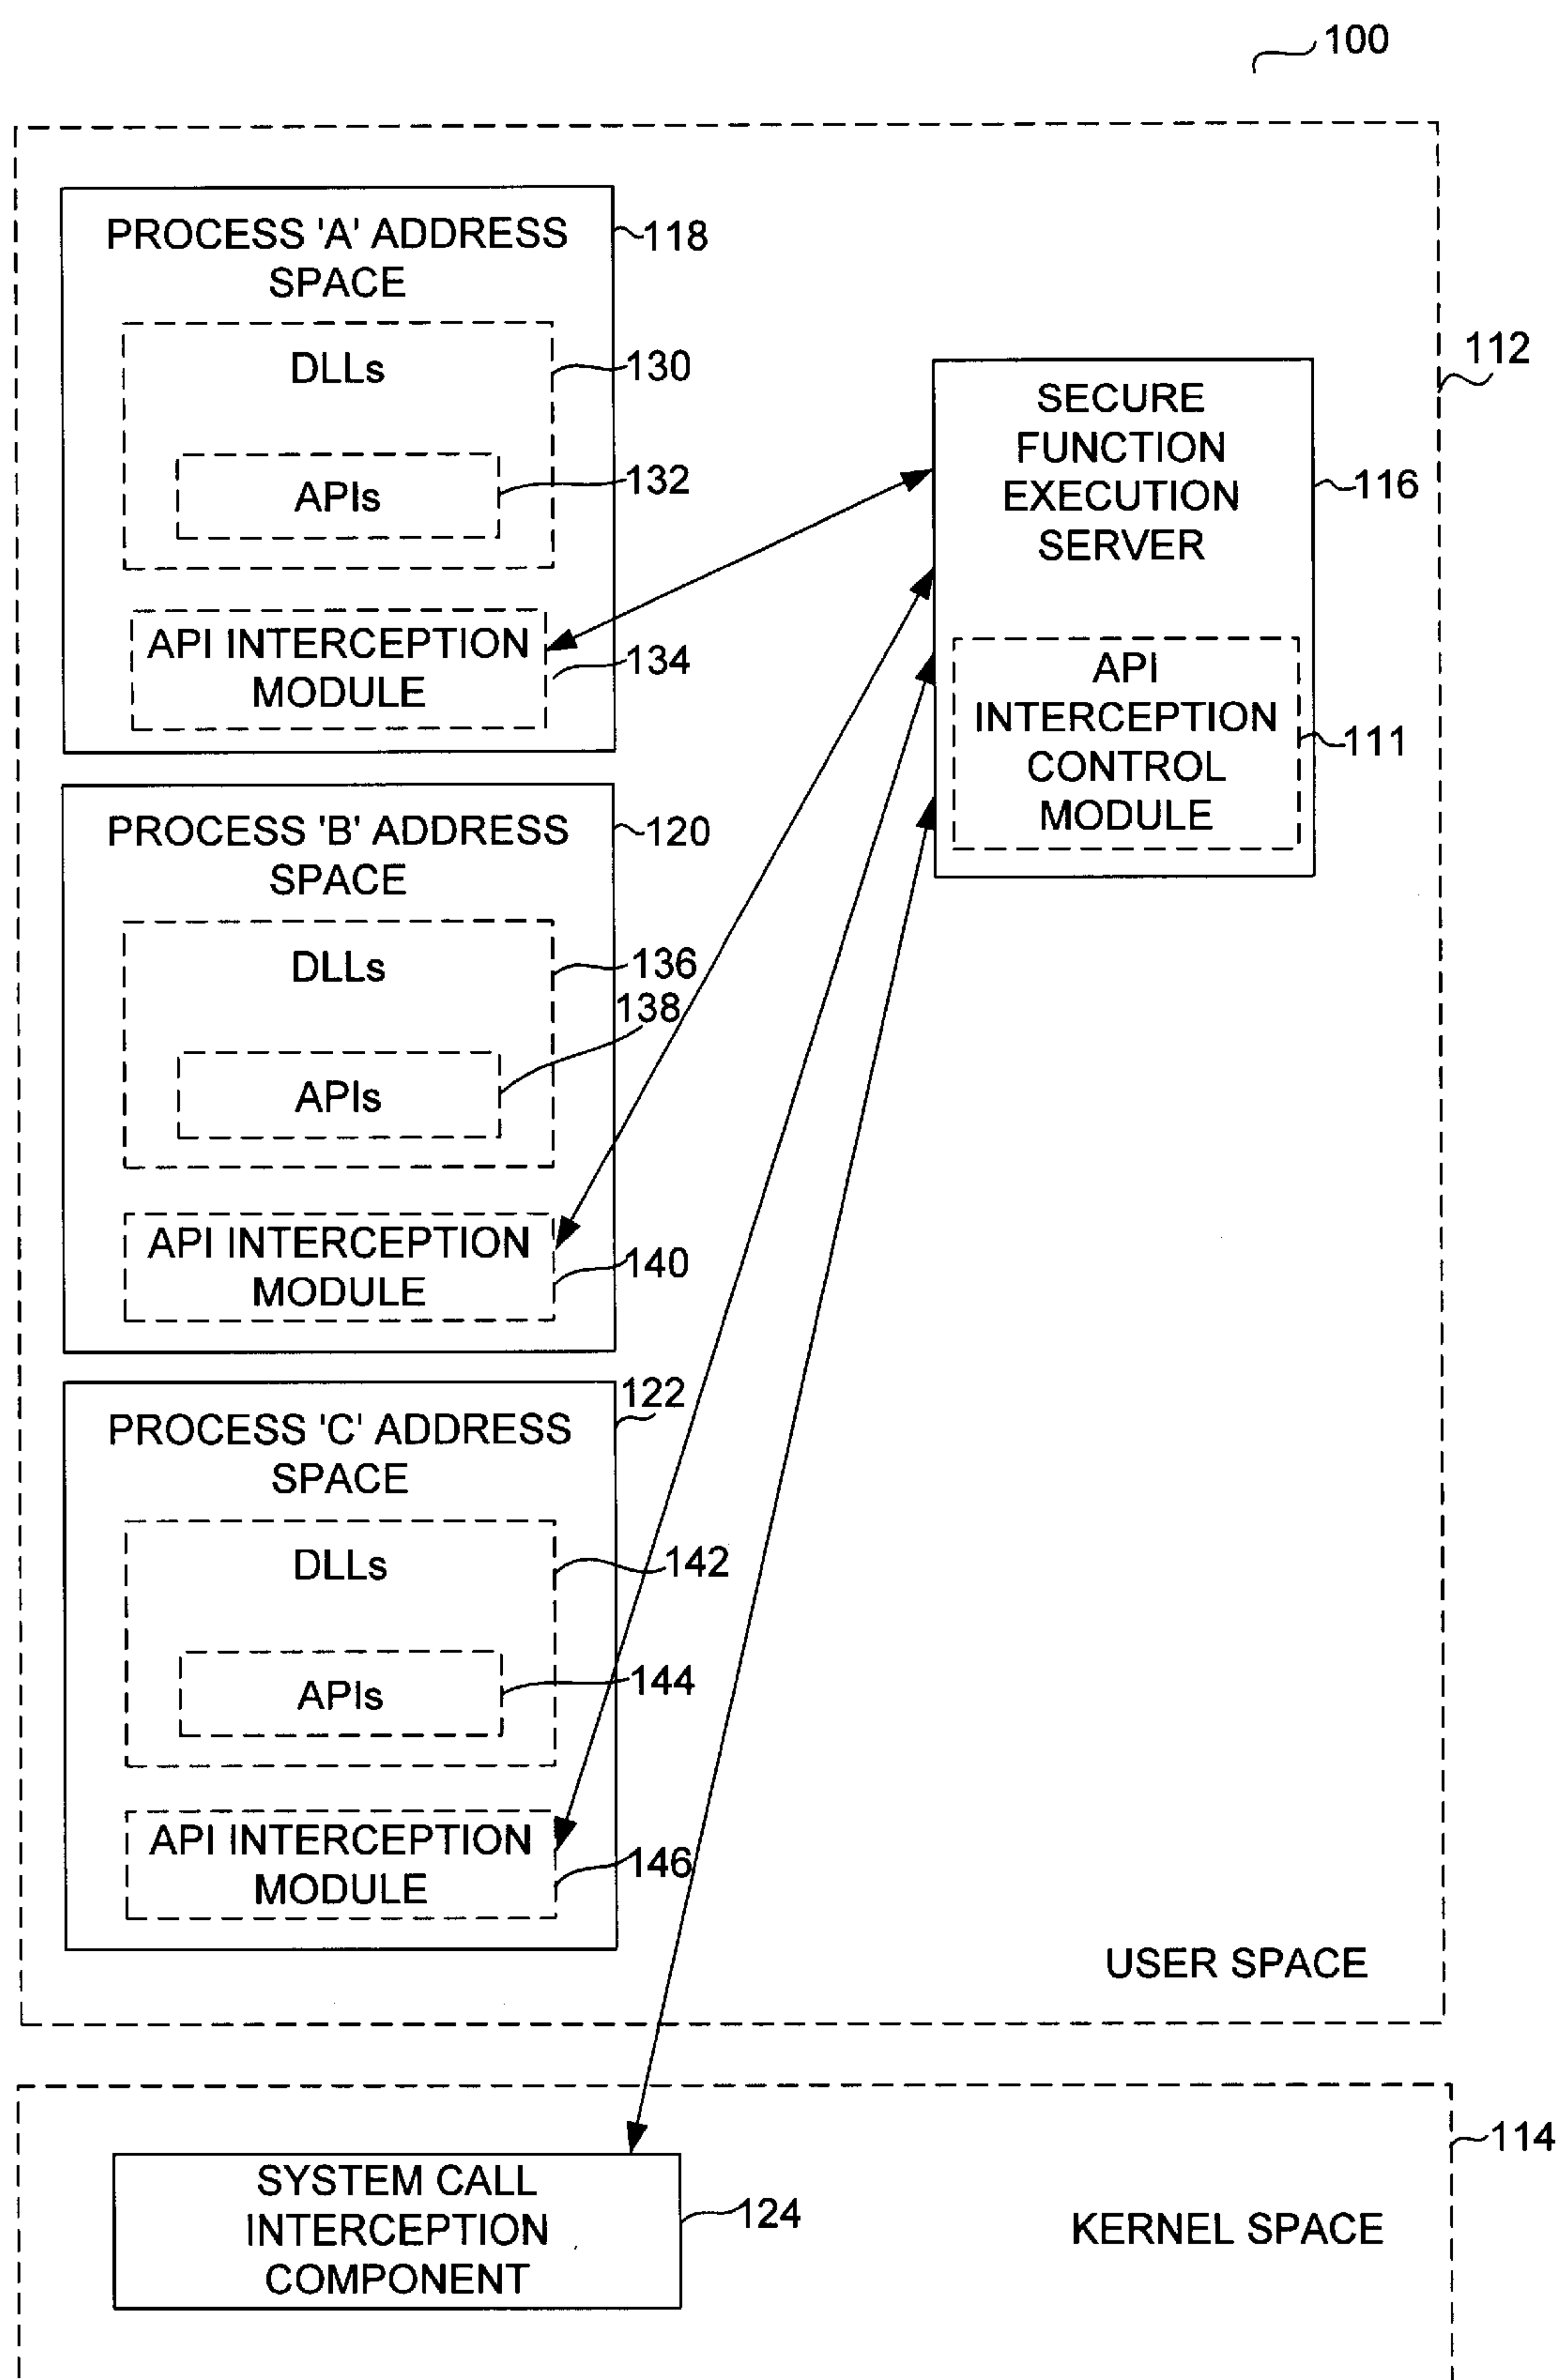 100
PROCESS 'A' ADDRESS
SPACE
118
DLLs
130
APIs
132
API INTERCEPTION
MODULE
134
112
SECURE
FUNCTION
EXECUTION
SERVER
116
API
INTERCEPTION
CONTROL
MODULE
111
PROCESS 'B' ADDRESS
SPACE
120
DLLs
136
138
APIs
API INTERCEPTION
MODULE
140
PROCESS 'C' ADDRESS
SPACE
122
DLLs
142
APIs
144
API INTERCEPTION
MODULE
146
USER SPACE
114
SYSTEM CALL
INTERCEPTION
COMPONENT
124
KERNEL SPACE